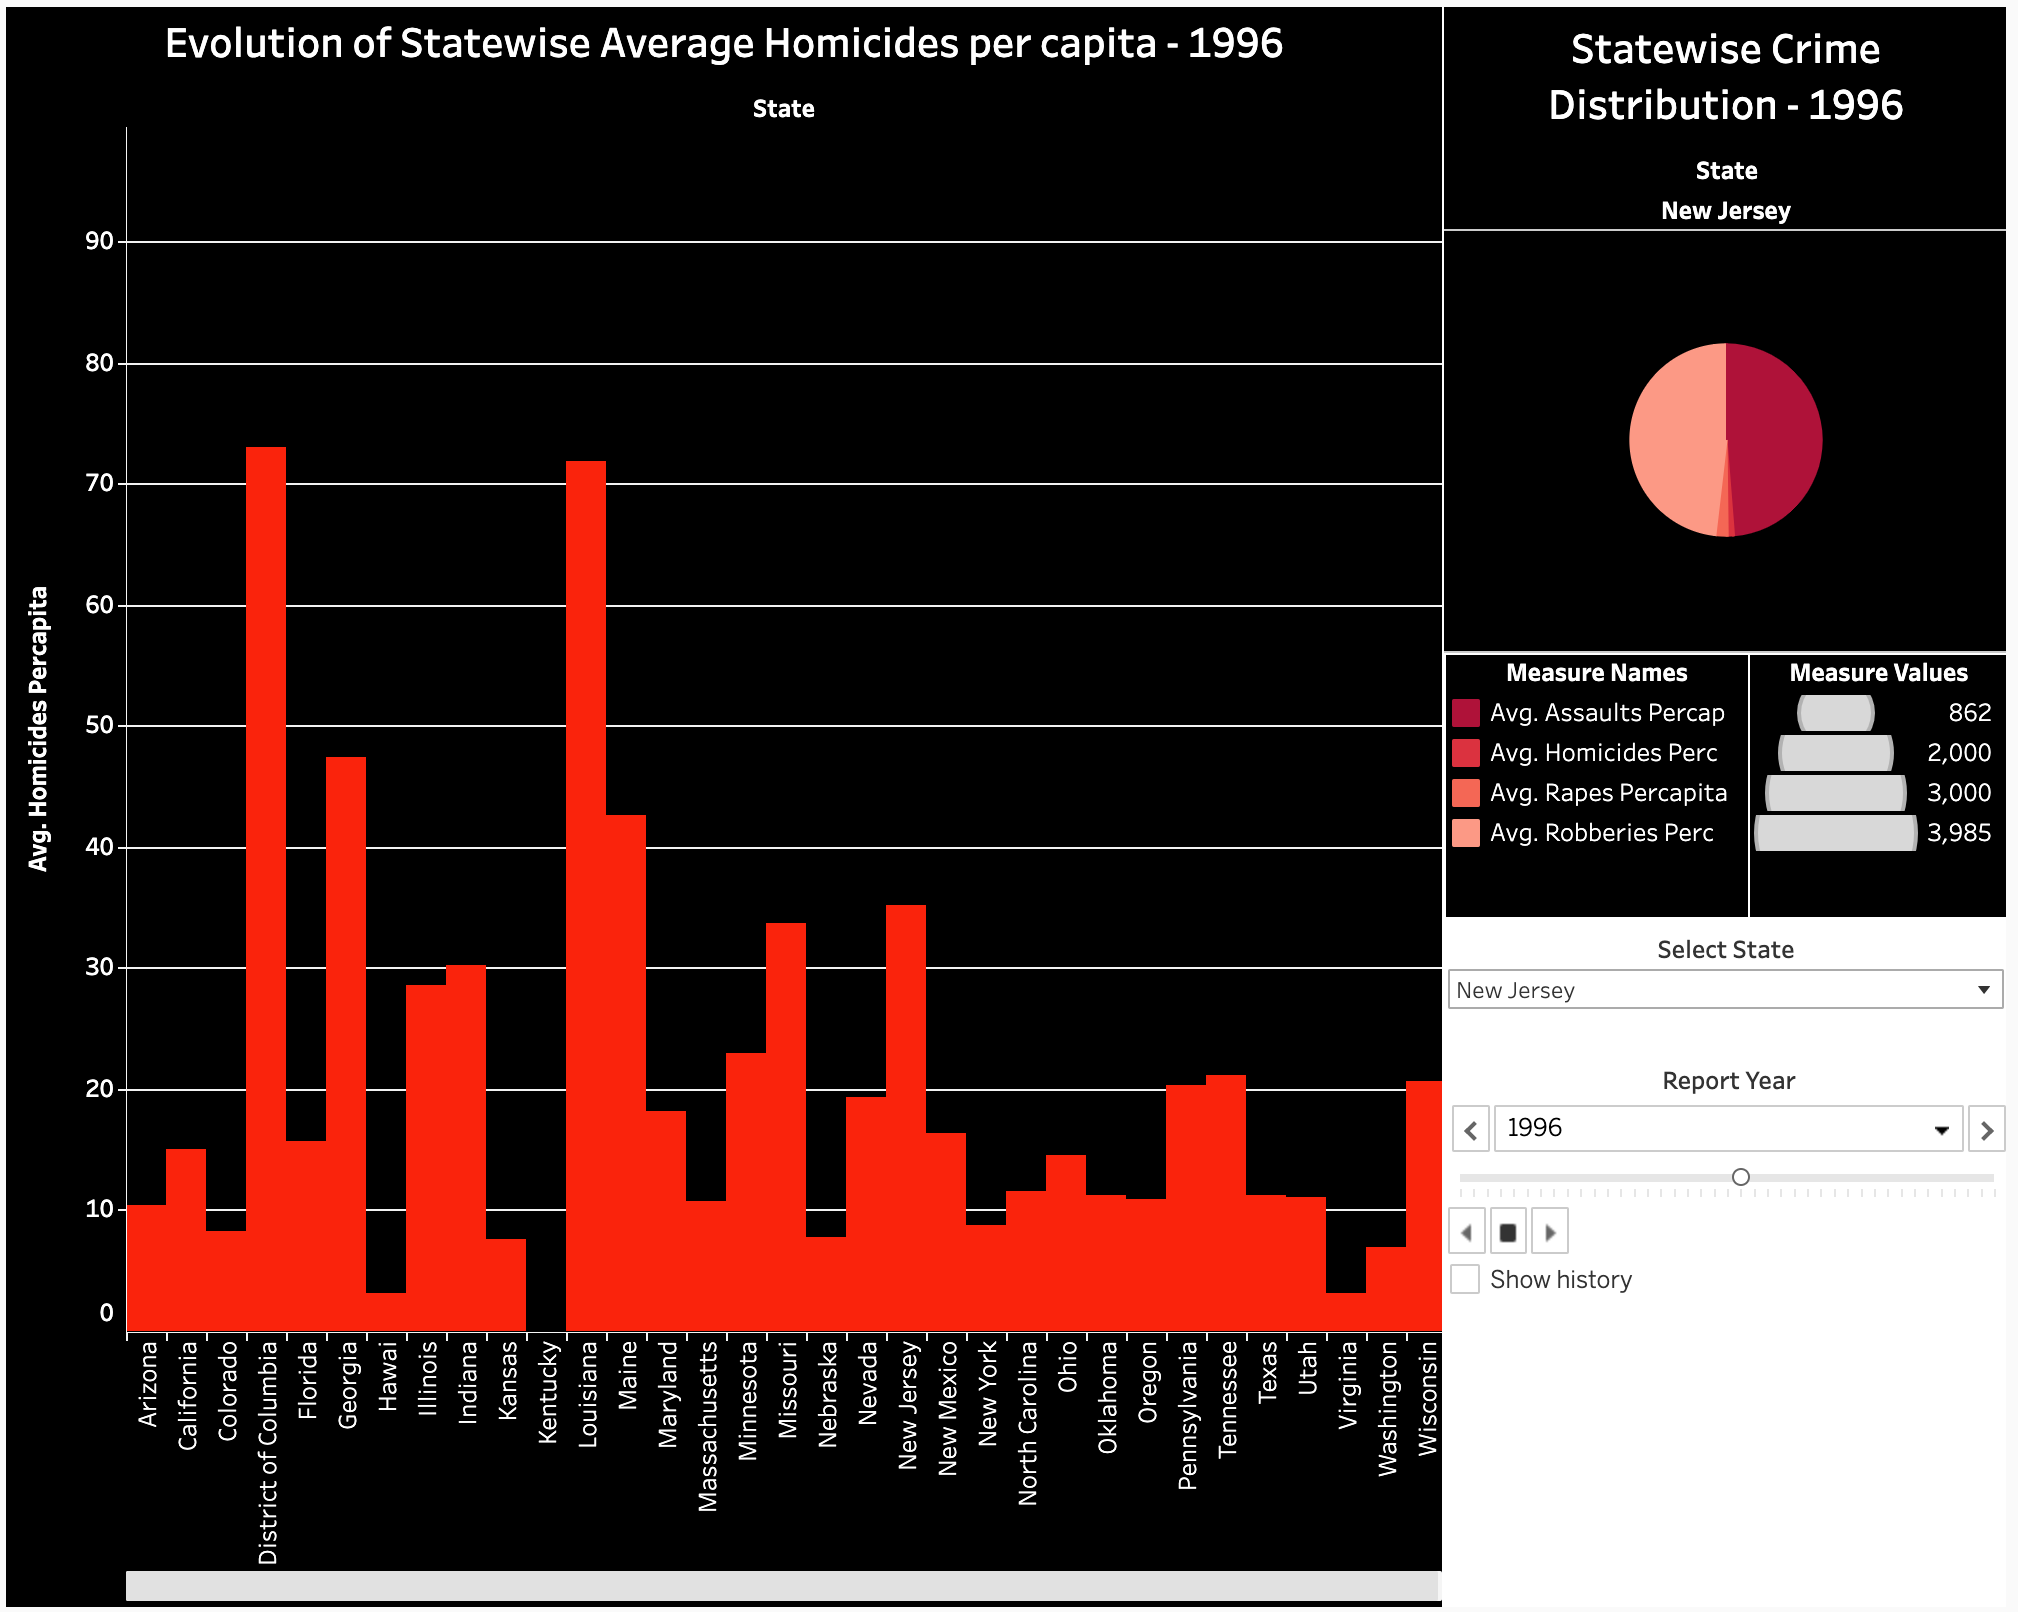 Evolution of Statewise Average Homicides per capita - 1996
State
Avg. Homicides Percapita
90
80
70
60
50
40
30
20
10
0
Arizona
California
Colorado
District of Columbia
Florida
Georgia
Hawai
Illinois
Indiana
Kansas
Kentucky
Louisiana
Maine
Maryland
Massachusetts
Minnesota
Missouri
Nebraska
Nevada
New Jersey
New Mexico
New York
North Carolina
Ohio
Oklahoma
Oregon
Pennsylvania
Tennessee
Texas
Utah
Virginia
Washington
Wisconsin
Statewise Crime
Distribution - 1996
State
New Jersey
Measure Names
Avg. Assaults Percap
Avg. Homicides Perc
Avg. Rapes Percapita
Avg. Robberies Perc
Measure Values
862
2,000
3,000
3,985
Select State
New Jersey
Report Year
1996
Show history